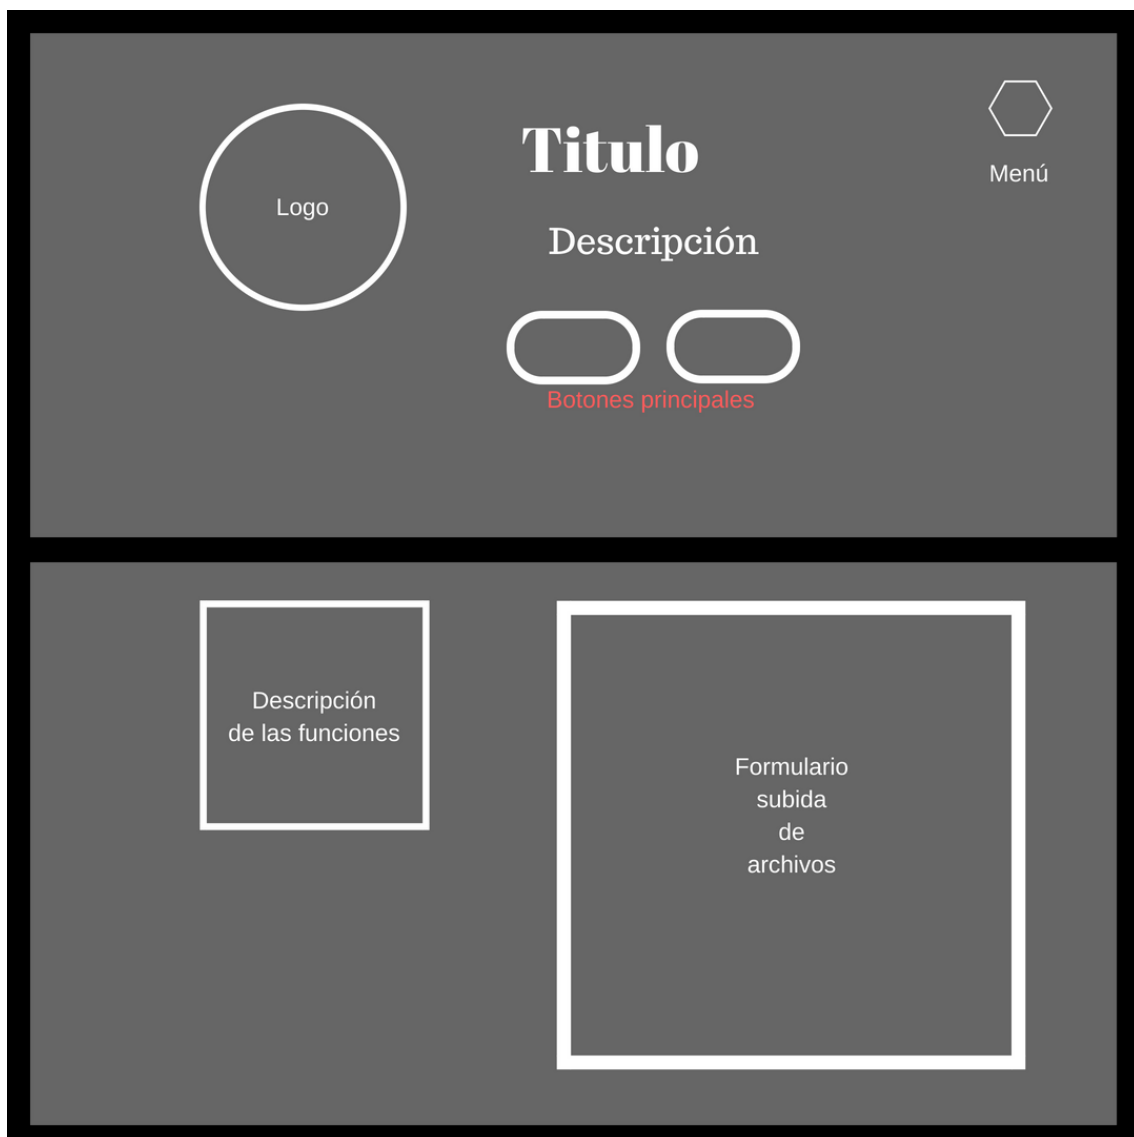 Logo
Titulo
Descripción
Menú
Botones principales
Descripción
de las funciones
Formulario
subida
de
archivos